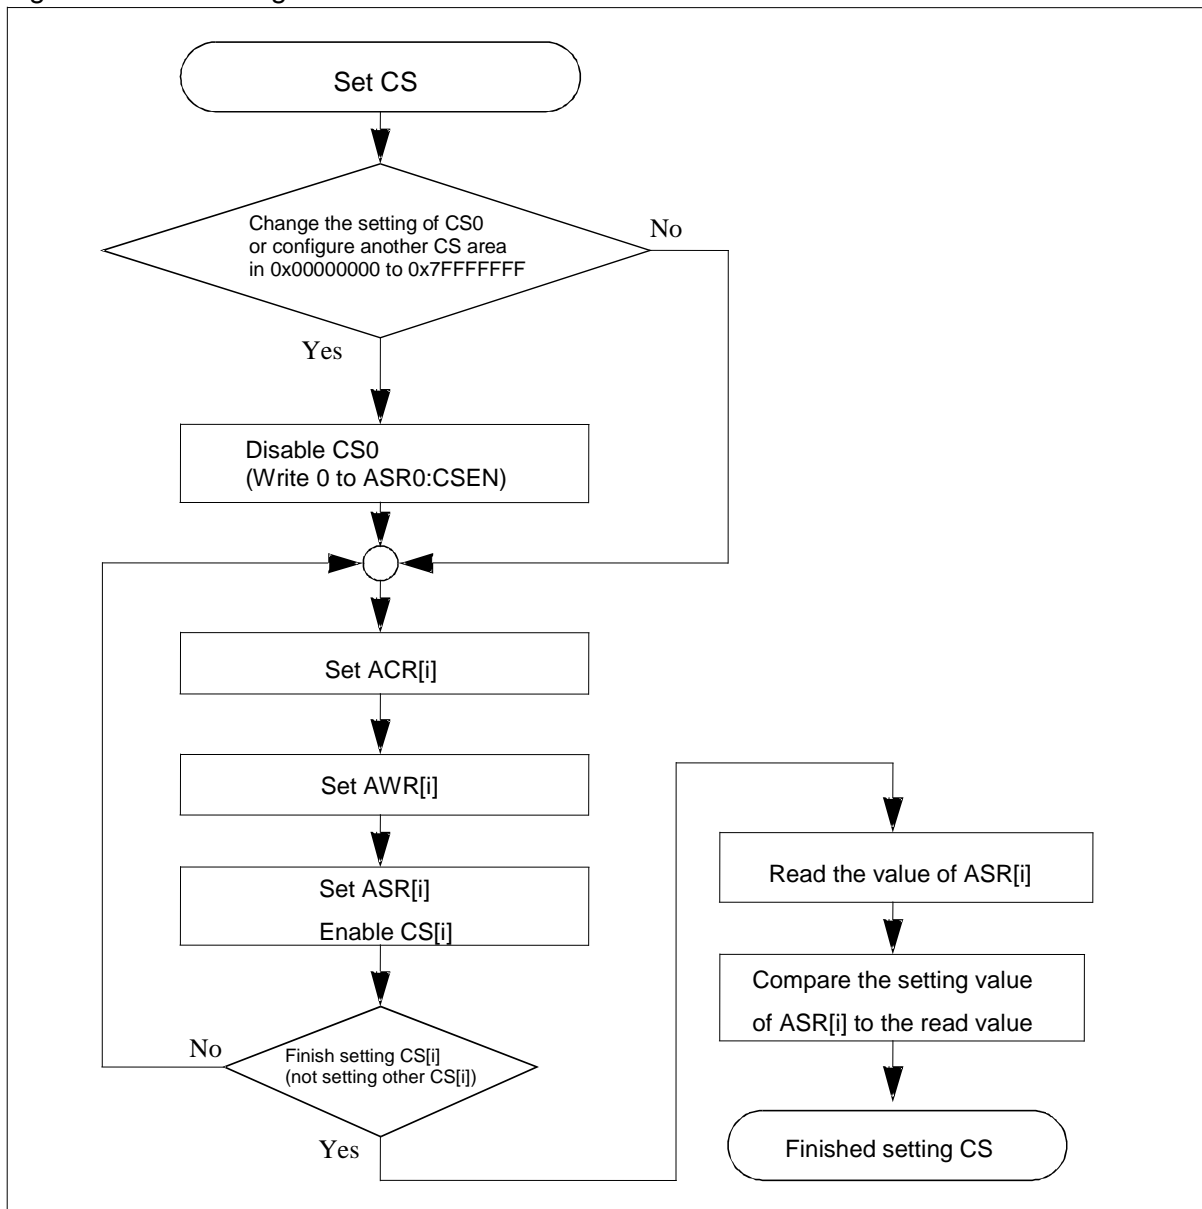 Set CS
Change the setting of CS0
or configure another CS area
in 0x00000000 to 0x7FFFFFFF
No
Yes
Disable CS0
(Write 0 to ASR0:CSEN)
Set ACR[i]
Set AWR[i]
Set ASR[i]
Enable CS[i]
Finish setting CS[i]
(not setting other CS[i])
No
Yes
Read the value of ASR[i]
Compare the setting value
of ASR[i] to the read value
Finished setting CS